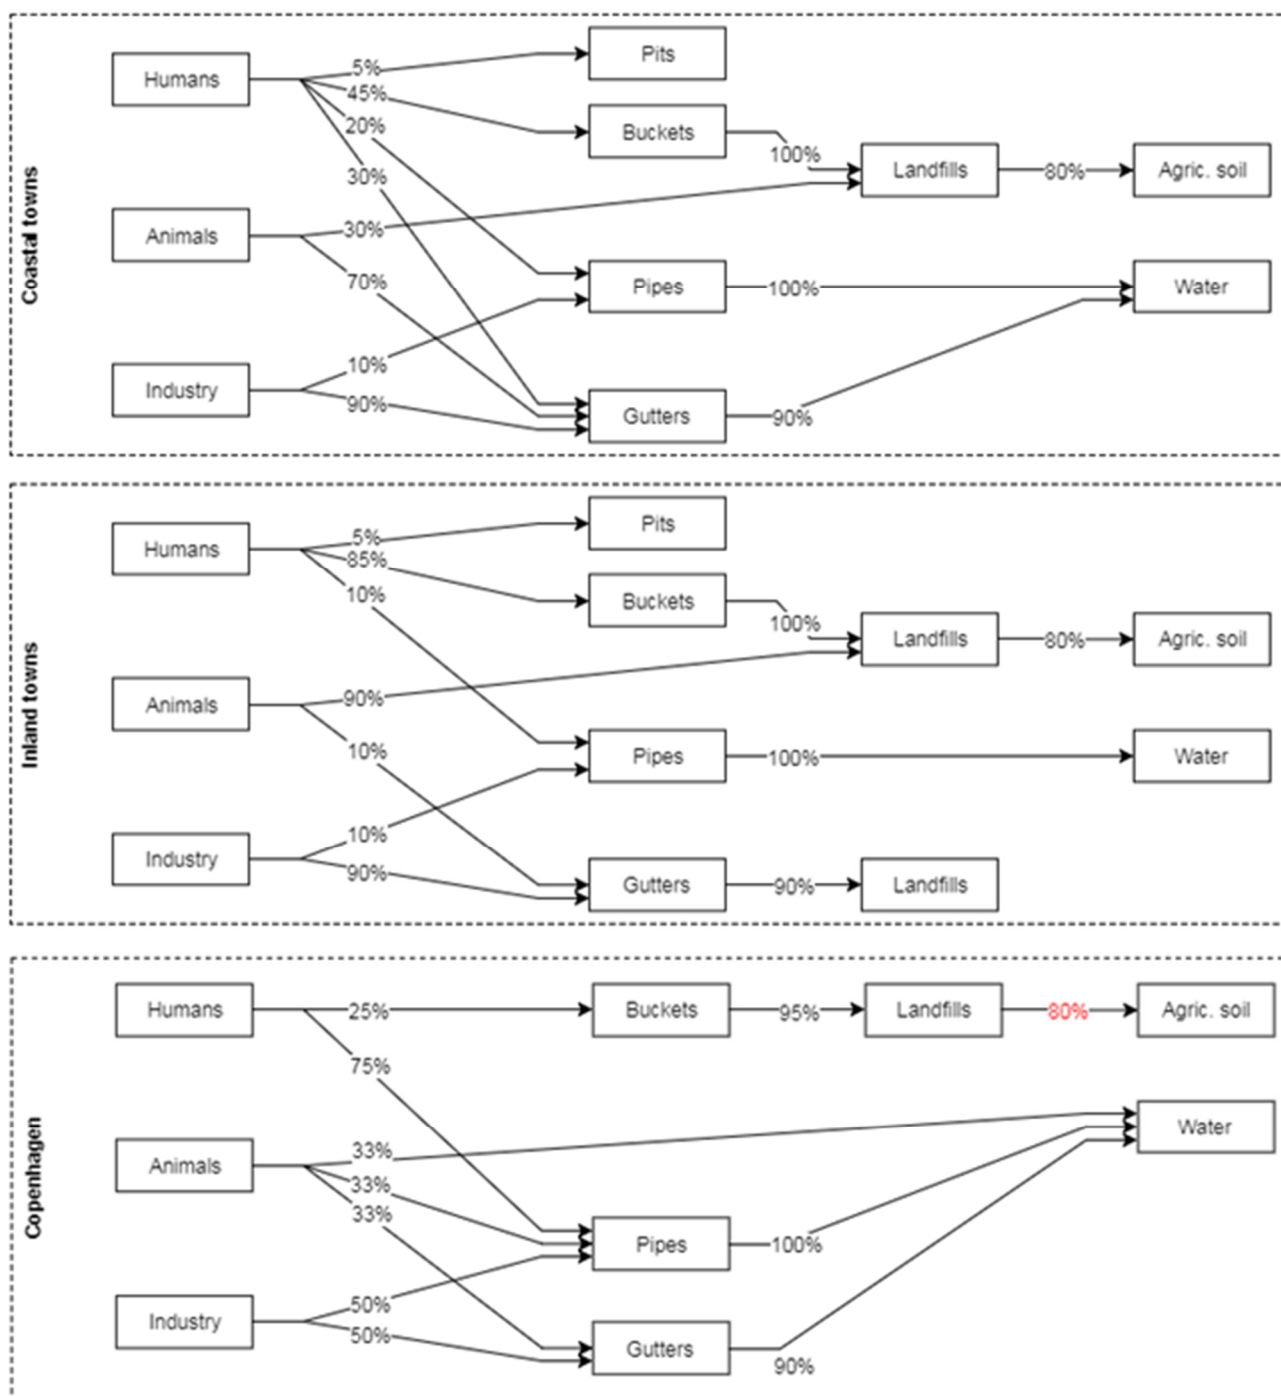 Coastal towns
Humans
Animals
Industry
5%
45%
20%
30%
30%
70%
10%
90%
Pits
Buckets
Pipes
Gutters
100%
100%
90%
Landfills
80%
Agric. soil
Water
Inland towns
Humans
Animals
Industry
5%
85%
10%
90%
10%
10%
90%
Pits
Buckets
Pipes
Gutters
100%
100%
90%
Landfills
Landfills
80%
Agric. soil
Water
Copenhagen
Humans
Animals
Industry
25%
75%
33%
33%
33%
50%
50%
Buckets
Pipes
Gutters
95%
100%
90%
Landfills
80%
Agric. soil
Water